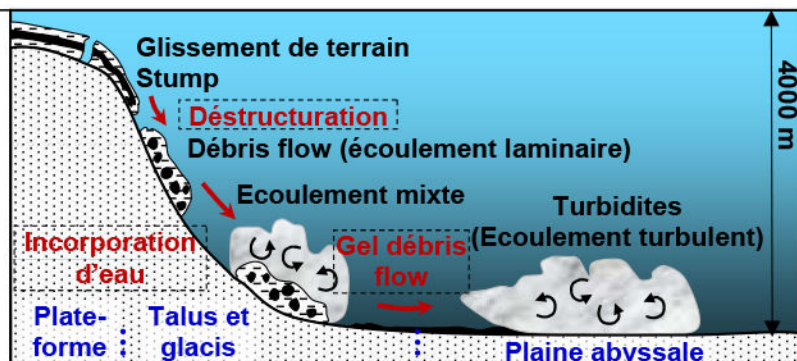 Glissement de terrain
Stump
Déstructuration
Débris flow (écoulement laminaire)
Ecoulement mixte
Turbidites
(Ecoulement turbulent)
Incorporation
d'eau
Gel débris
flow
4000 m
Plate-
forme
Talus et
glacis
Plaine abyssale